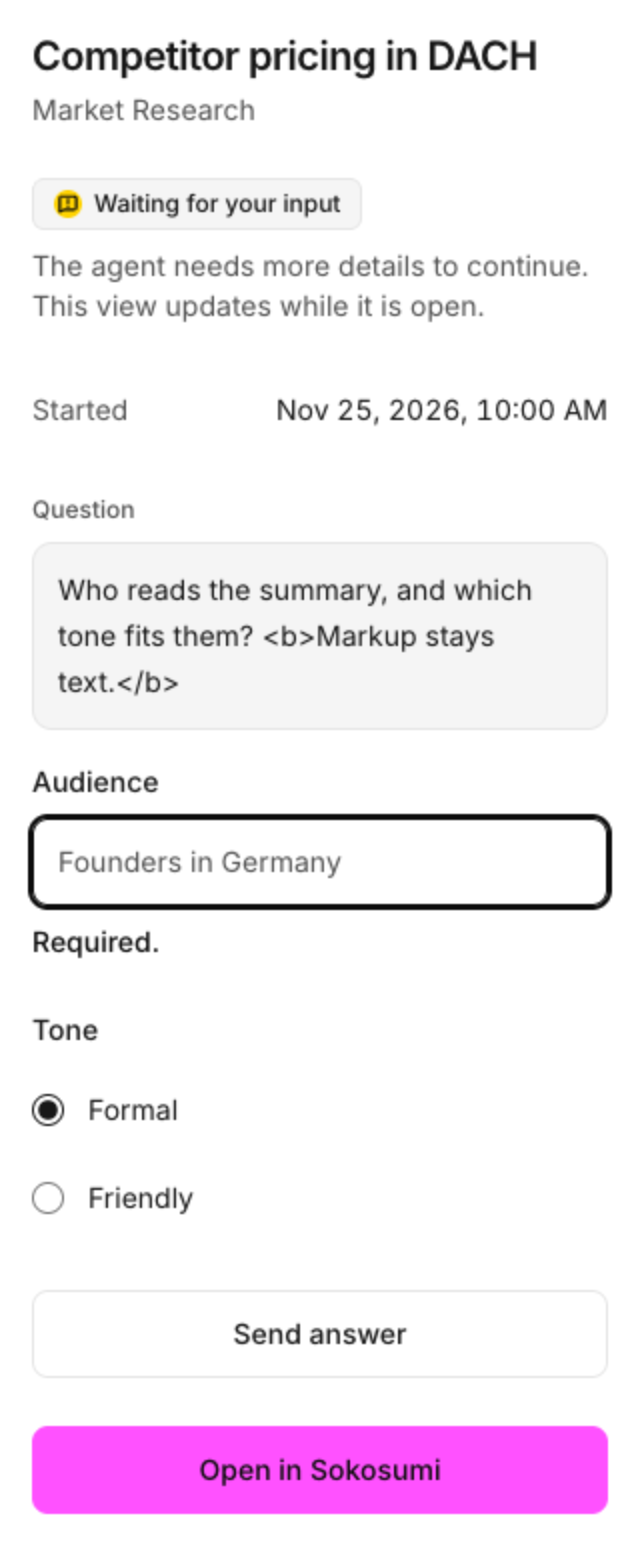 Competitor pricing in DACH
Market Research
Waiting for your input
The agent needs more details to continue.
This view updates while it is open.
Started Nov 25, 2026, 10:00 AM
Question
Who reads the summary, and which
tone fits them? <b>Markup stays
text.</b>
Audience
Founders in Germany
Required.
Tone
Formal
Friendly
Send answer
Open in Sokosumi